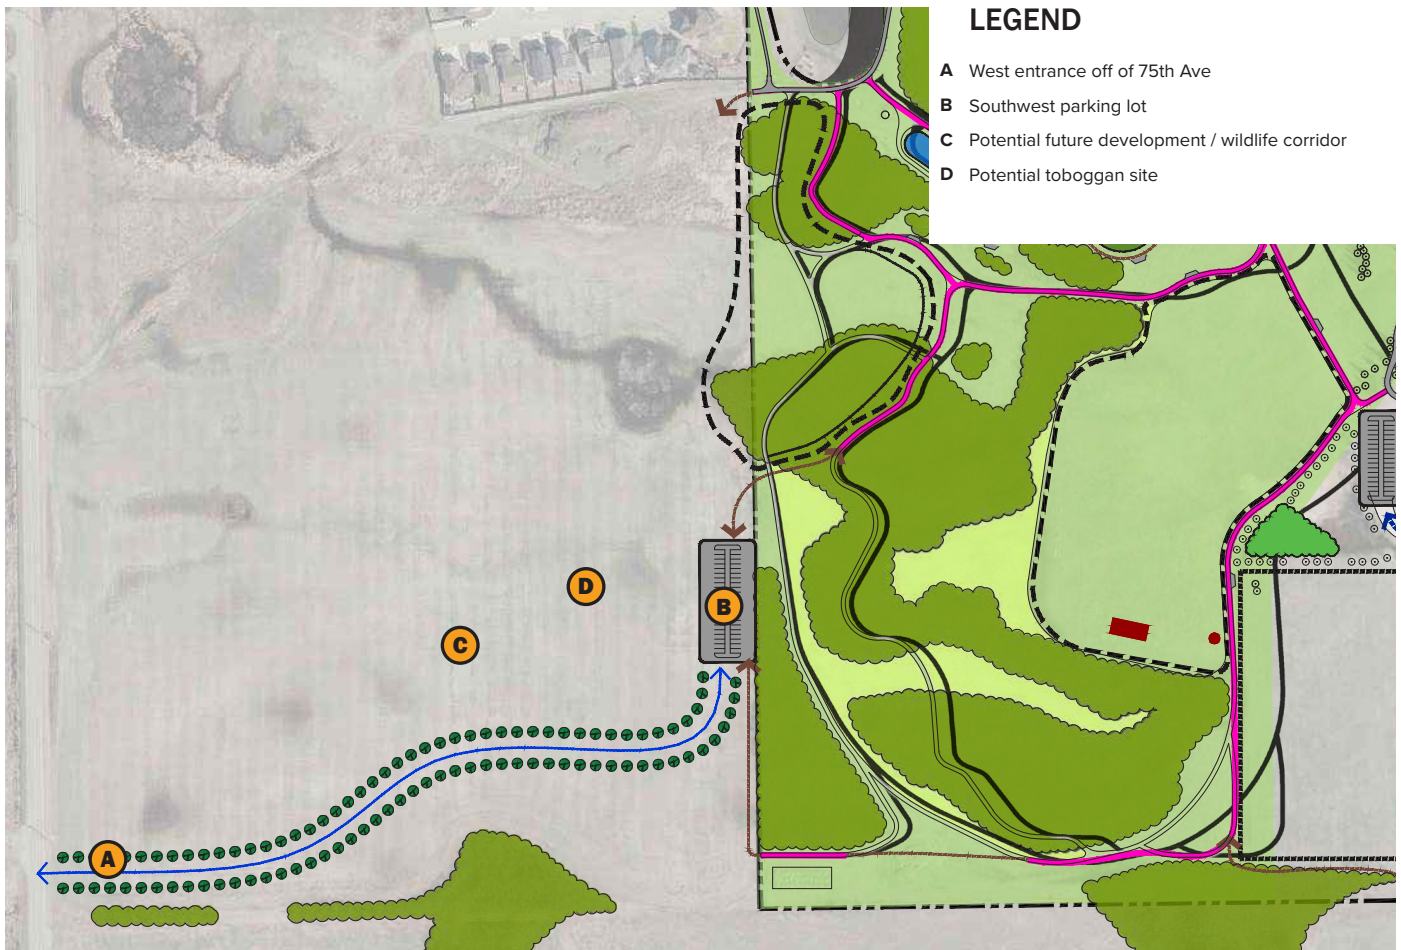 LEGEND
A West entrance off of 75th Ave
B Southwest parking lot
C Potential future development / wildlife corridor
D Potential toboggan site
D
B
C
A